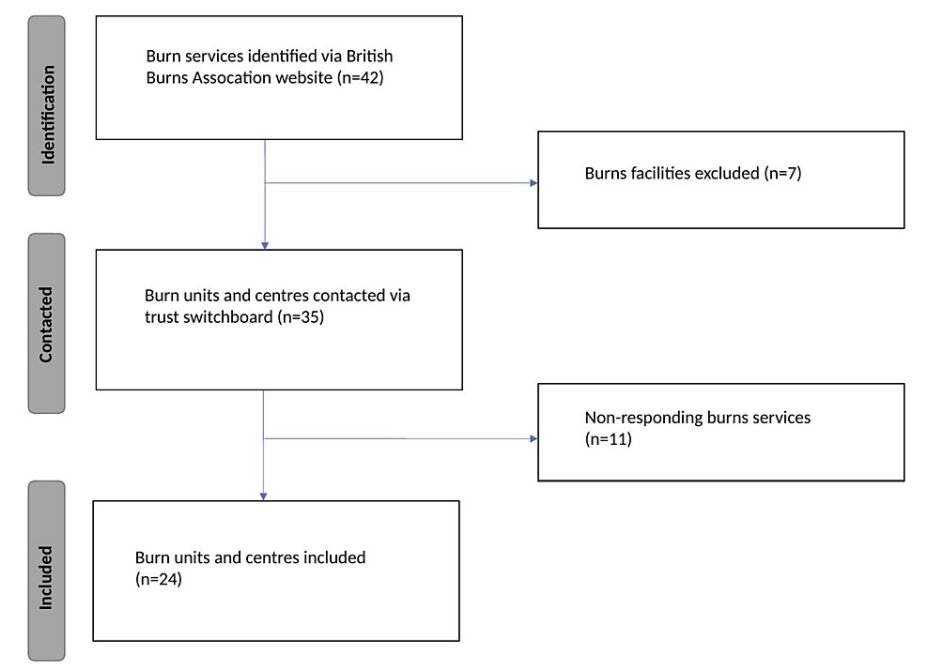 Identification
Burn services identified via British
Burns Assocation website (n=42)
Burns facilities excluded (n=7)
Contacted
Burn units and centres contacted via
trust switchboard (n=35)
Non-responding burns services
(n=11)
Included
Burn units and centres included
(n=24)